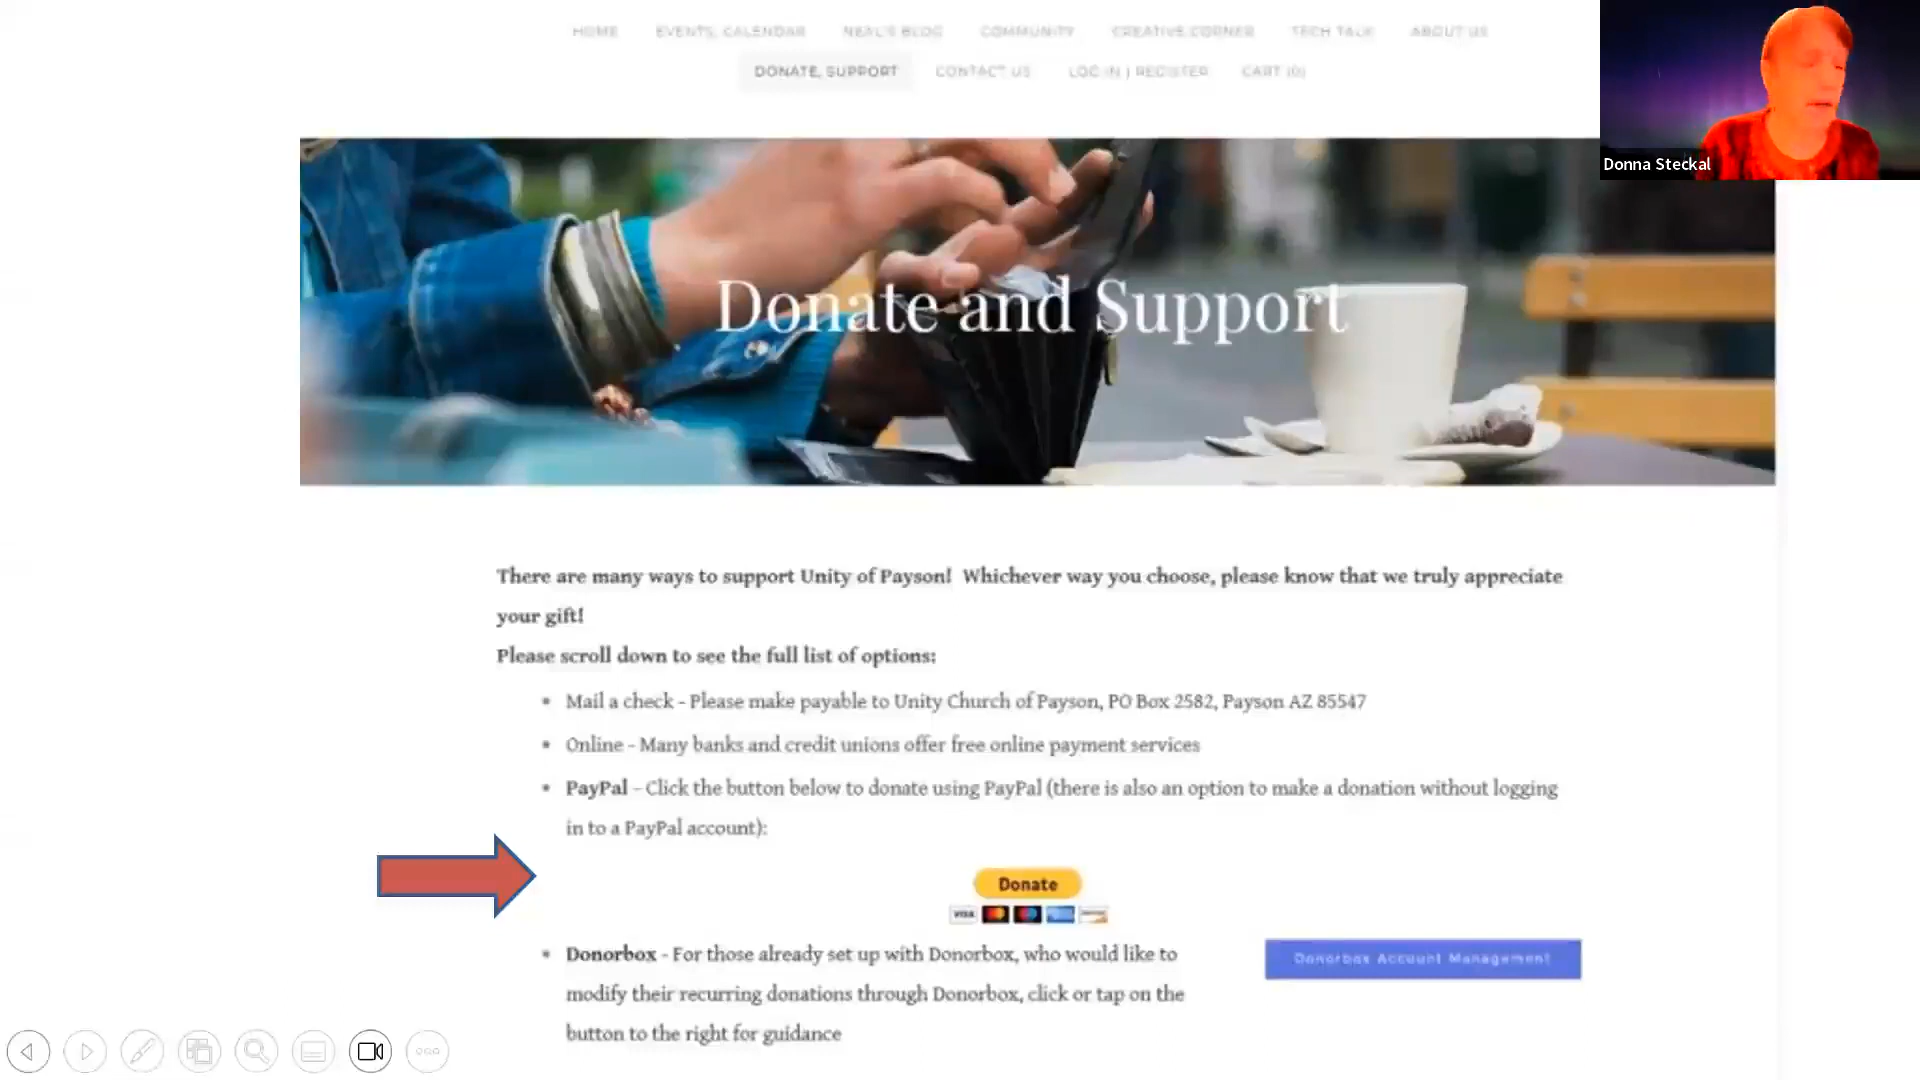 HOME EVENTS, CALENDAR NEAL'S BLOG COMMUNITY CREATIVE CORNER TECH TALK ABOUT US
DONATE, SUPPORT CONTACT US LOG IN | REGISTER CART (0)
Donna Steckal
Donate and Support
There are many ways to support Unity of Payson! Whichever way you choose, please know that we truly appreciate
your gift!
Please scroll down to see the full list of options:
• Mail a check - Please make payable to Unity Church of Payson, PO Box 2582, Payson AZ 85547
• Online - Many banks and credit unions offer free online payment services
• PayPal - Click the button below to donate using PayPal (there is also an option to make a donation without logging
in to a PayPal account):
Donate
VISA
• Donorbox - For those already set up with Donorbox, who would like to
modify their recurring donations through Donorbox, click or tap on the
button to the right for guidance
Donorbox Account Management